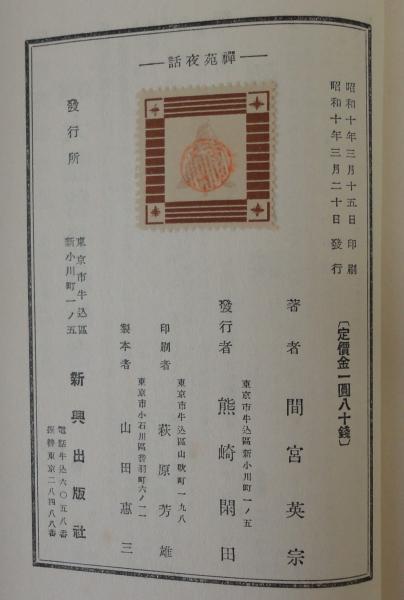 禪苑夜話
昭和十年三月十五日 印刷
昭和十年三月二十日 發行
〔定價金一圓八十錢〕
著者 間宮英宗
東京市牛込區新小川町一ノ五
發行者 熊崎閑田
東京市牛込區山吹町一九八
印刷者 萩原芳雄
東京市小石川區音羽町六ノ一二
製本者 山田惠三
發行所
東京市牛込區
新小川町一ノ五
新興出版社
電話牛込六〇五八番
振替東京二八四八八番